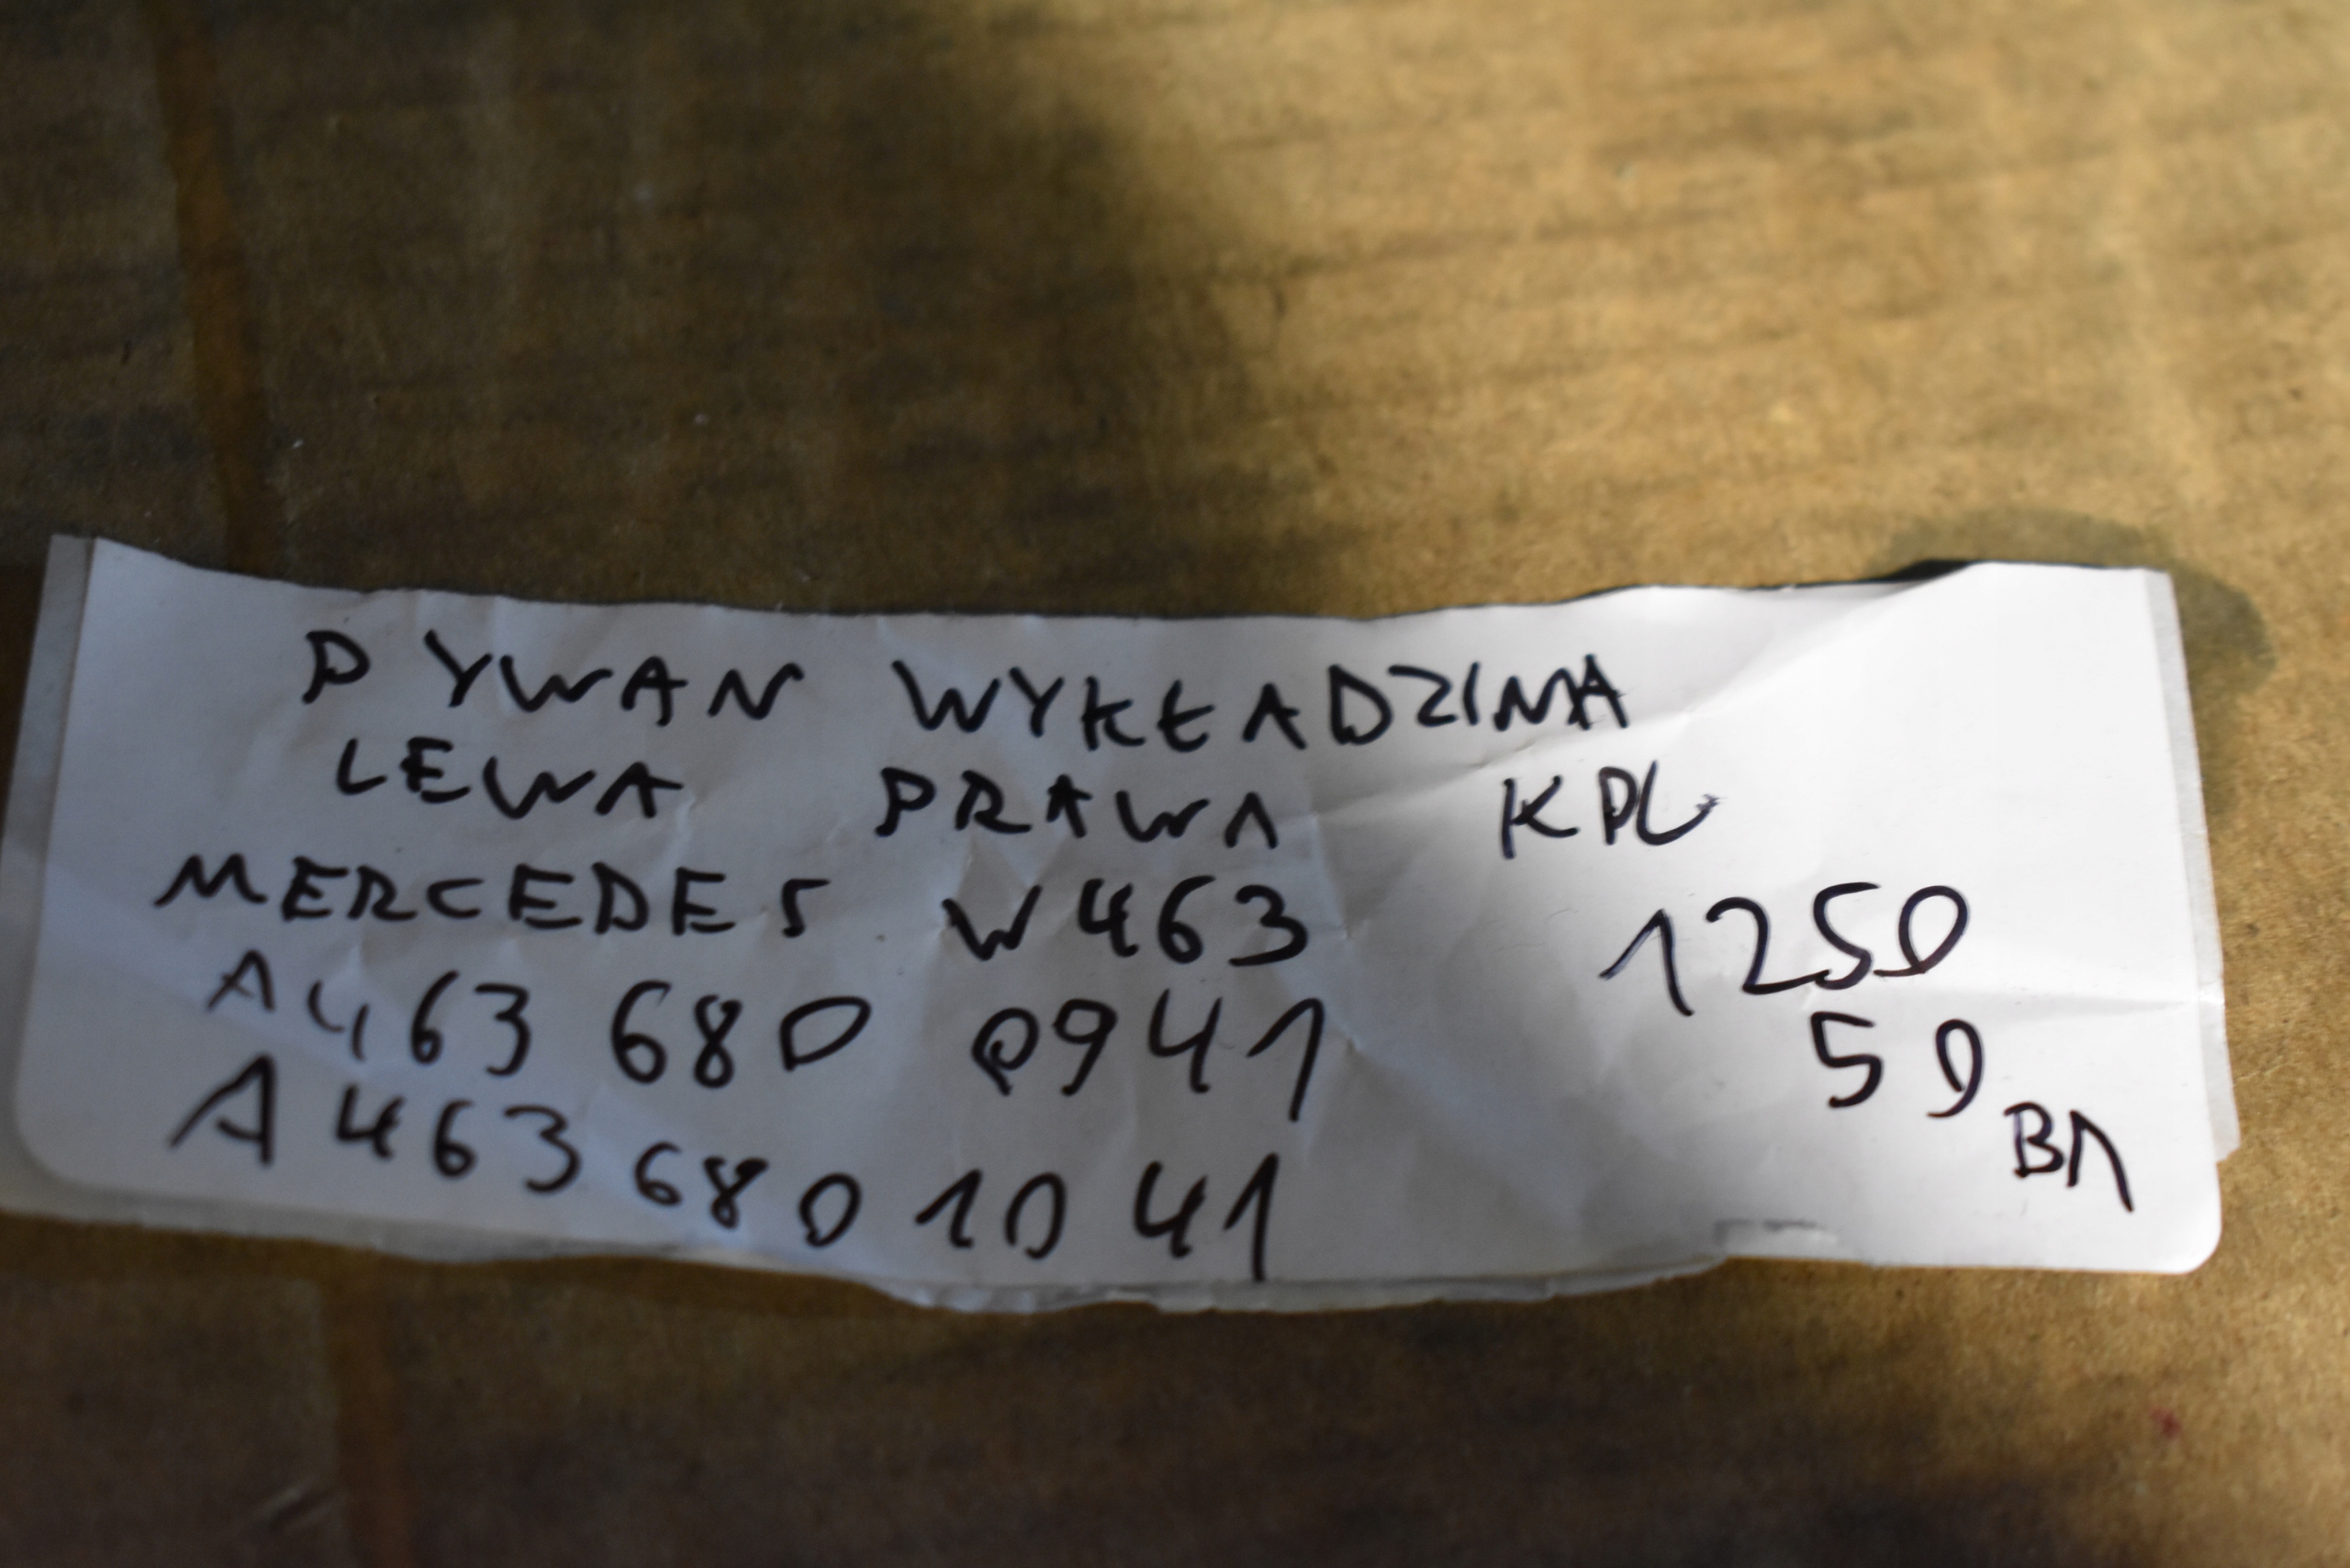 DYWAN WYKŁADZINA
LEWA PRAWA KPL
MERCEDES W463
1250
A463 680 0941
50
A463 680 1041
BA